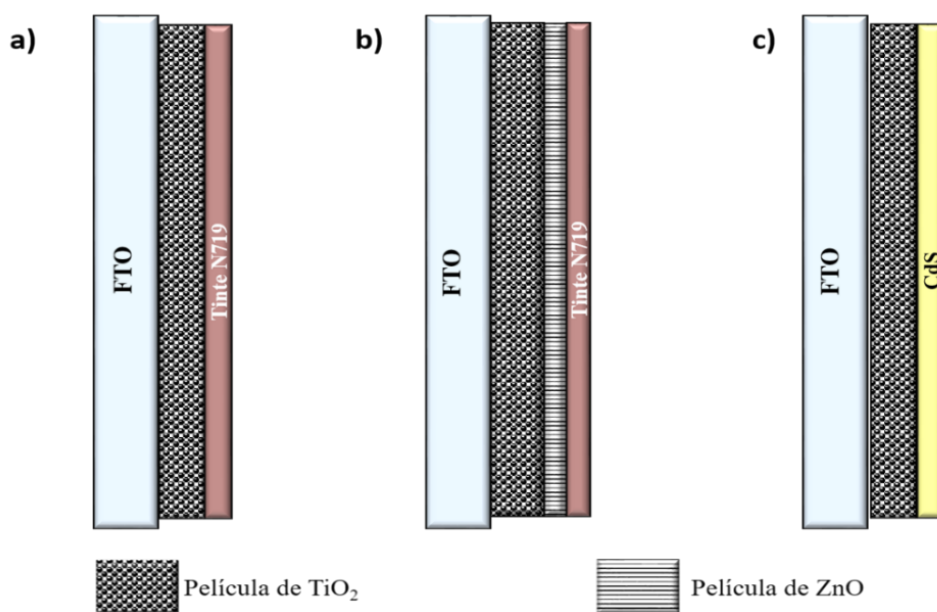 a)
FTO
Tinte N719
b)
FTO
Tinte N719
c)
FTO
CdS
Película de TiO₂
Película de ZnO